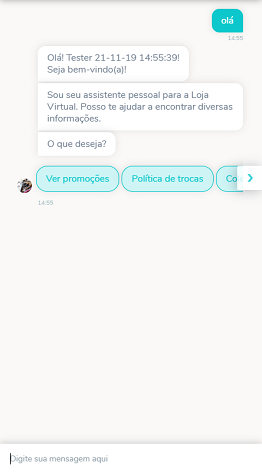 olá
14:55
Olá! Tester 21-11-19 14:55:39!
Seja bem-vindo(a)!
Sou seu assistente pessoal para a Loja
Virtual. Posso te ajudar a encontrar diversas
informações.
O que deseja?
Ver promoções
Política de trocas
14:55
Digite sua mensagem aqui